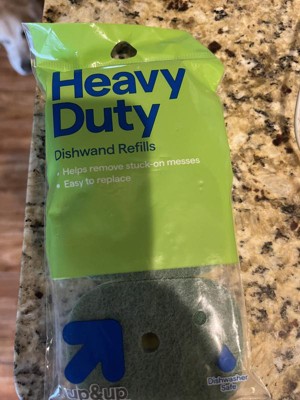 Heavy
Duty
Dishwand Refills
• Helps remove stuck-on messes
• Easy to replace
up&up
Dishwasher
Safe